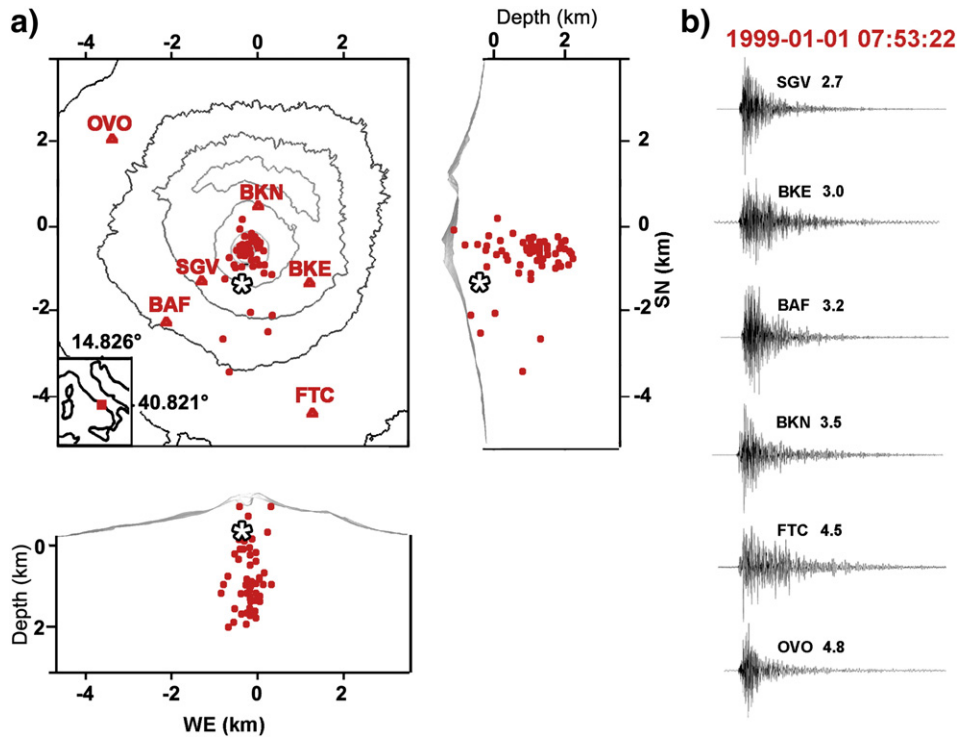 a)
-4 -2 0 2
OVO
BKN
SGV
BKE
BAF
FTC
2
0
-2
-4
14.826°
40.821°
Depth (km)
0 2
2
0
-2
-4
SN (km)
Depth (km)
0
2
-4 -2 0 2
WE (km)
b)
1999-01-01 07:53:22
SGV 2.7
BKE 3.0
BAF 3.2
BKN 3.5
FTC 4.5
OVO 4.8